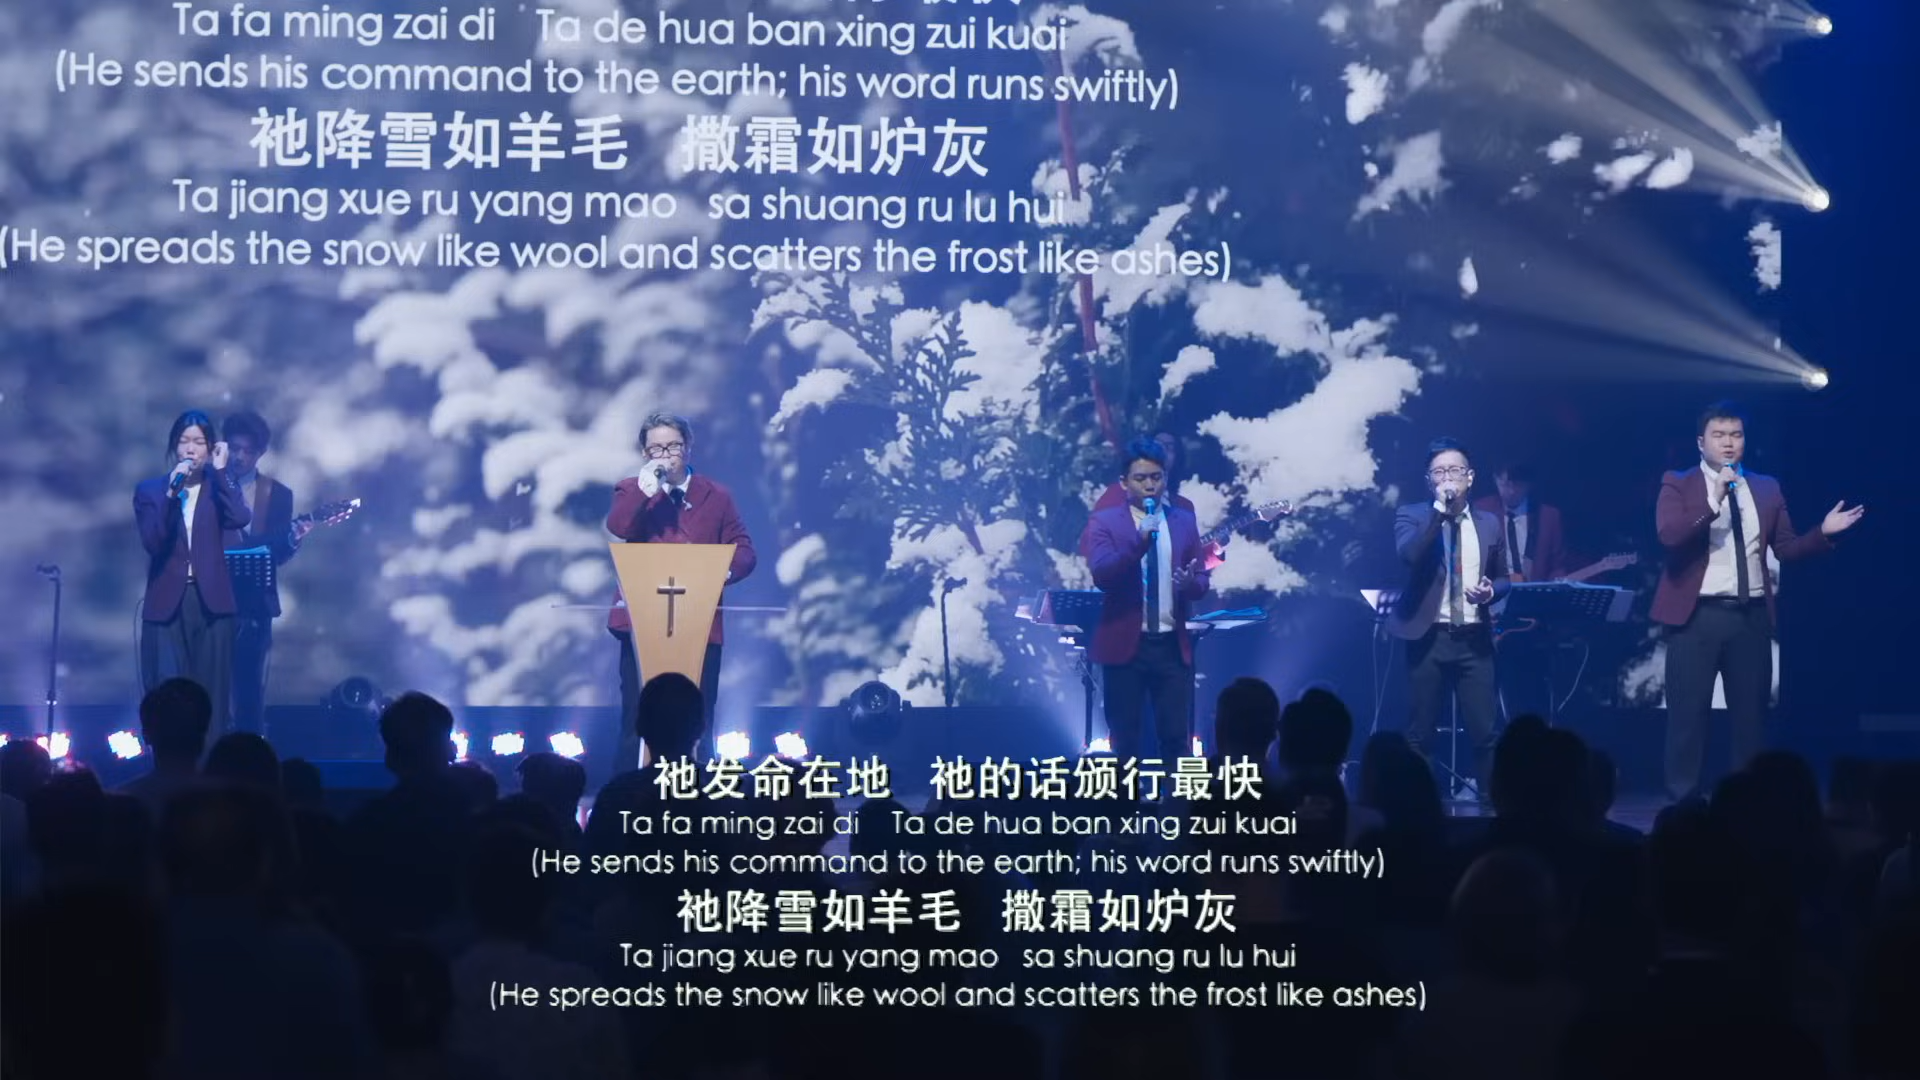 Ta fa ming zai di Ta de hua ban xing zui kuai
(He sends his command to the earth; his word runs swiftly)
祂降雪如羊毛 撒霜如炉灰
Ta jiang xue ru yang mao sa shuang ru lu hui
(He spreads the snow like wool and scatters the frost like ashes)
祂发命在地 祂的话颁行最快
Ta fa ming zai di Ta de hua ban xing zui kuai
(He sends his command to the earth; his word runs swiftly)
祂降雪如羊毛 撒霜如炉灰
Ta jiang xue ru yang mao sa shuang ru lu hui
(He spreads the snow like wool and scatters the frost like ashes)